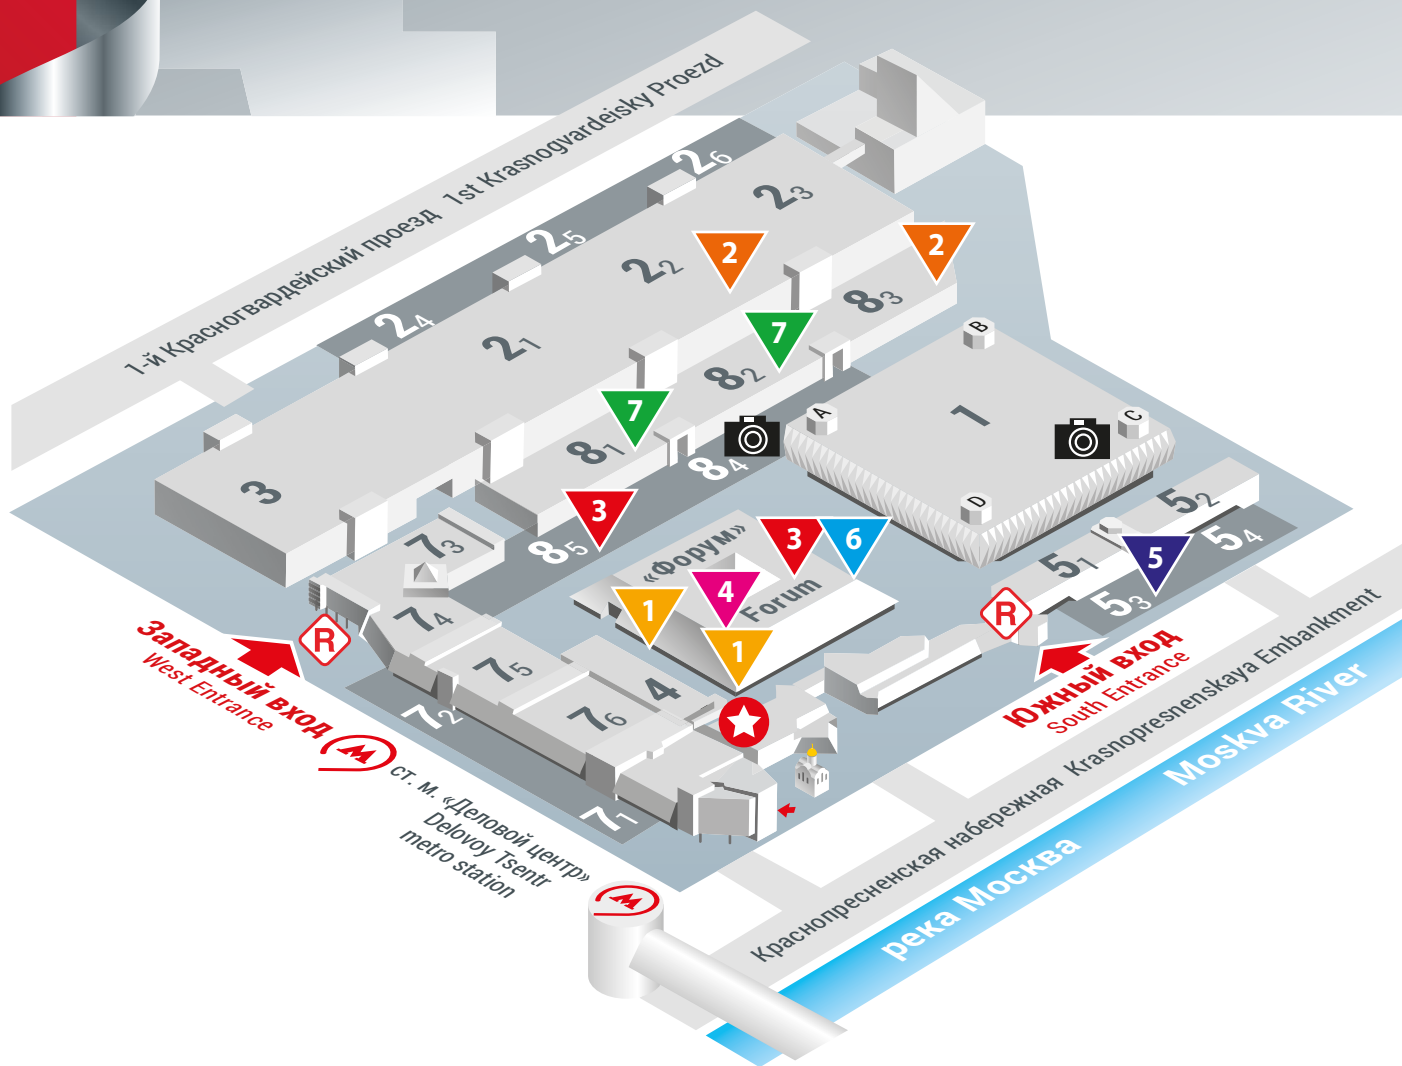 1-й Красногвардейский проезд 1st Krasnogvardeisky Proezd
2₆
2₃
2₅
2₂
2
2
2₄
2₁
8₃
7
8₂
B
7
8₁
8₄
A
1
C
3
D
5₂
7₃
3
8₅
«Форум»
Forum
3
6
4
1
1
5₁
5
5₄
5₃
R
R
7₄
7₅
7₂
7₆
4
7₁
Западный вход
West Entrance
Южный вход
South Entrance
ст. м. «Деловой центр»
Delovoy Tsentr
metro station
Краснопресненская набережная Krasnopresnenskaya Embankment
река Москва Moskva River